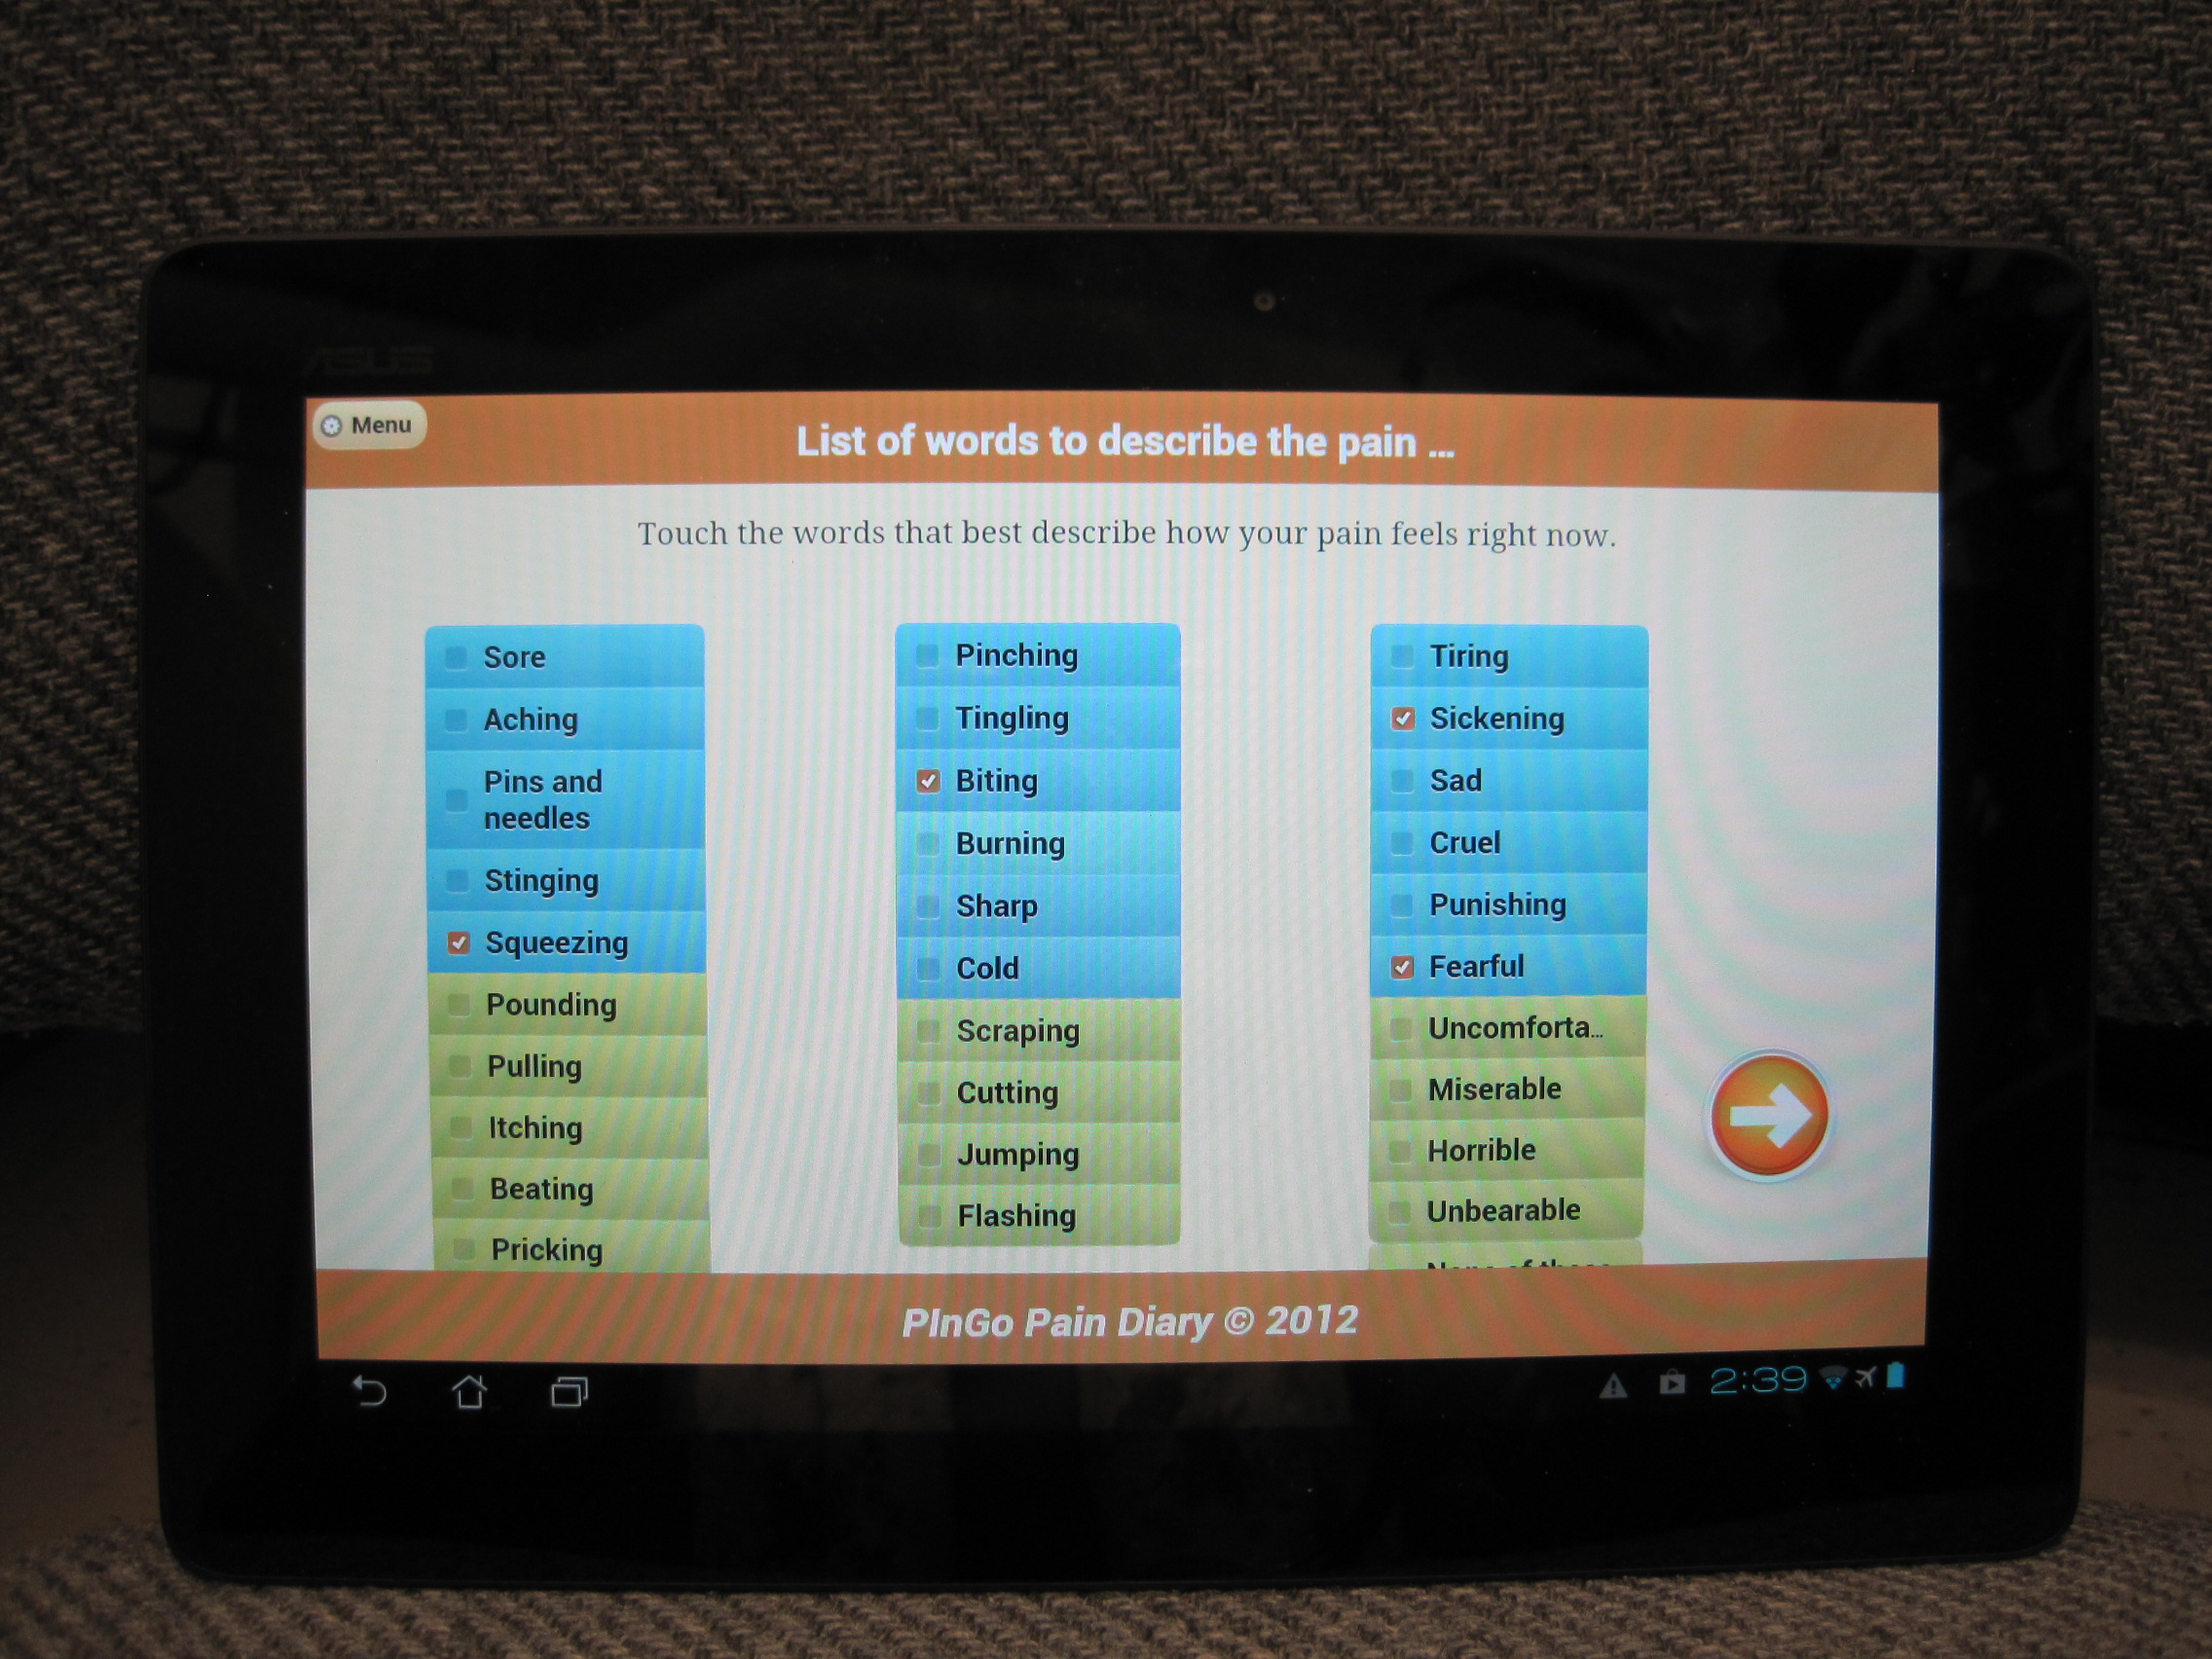 ASUS
Menu
List of words to describe the pain ...
Touch the words that best describe how your pain feels right now.
Sore
Aching
Pins and
needles
Stinging
Squeezing
Pounding
Pulling
Itching
Beating
Pricking
Pinching
Tingling
Biting
Burning
Sharp
Cold
Scraping
Cutting
Jumping
Flashing
Tiring
Sickening
Sad
Cruel
Punishing
Fearful
Uncomforta...
Miserable
Horrible
Unbearable
None of these
PInGo Pain Diary © 2012
2:39